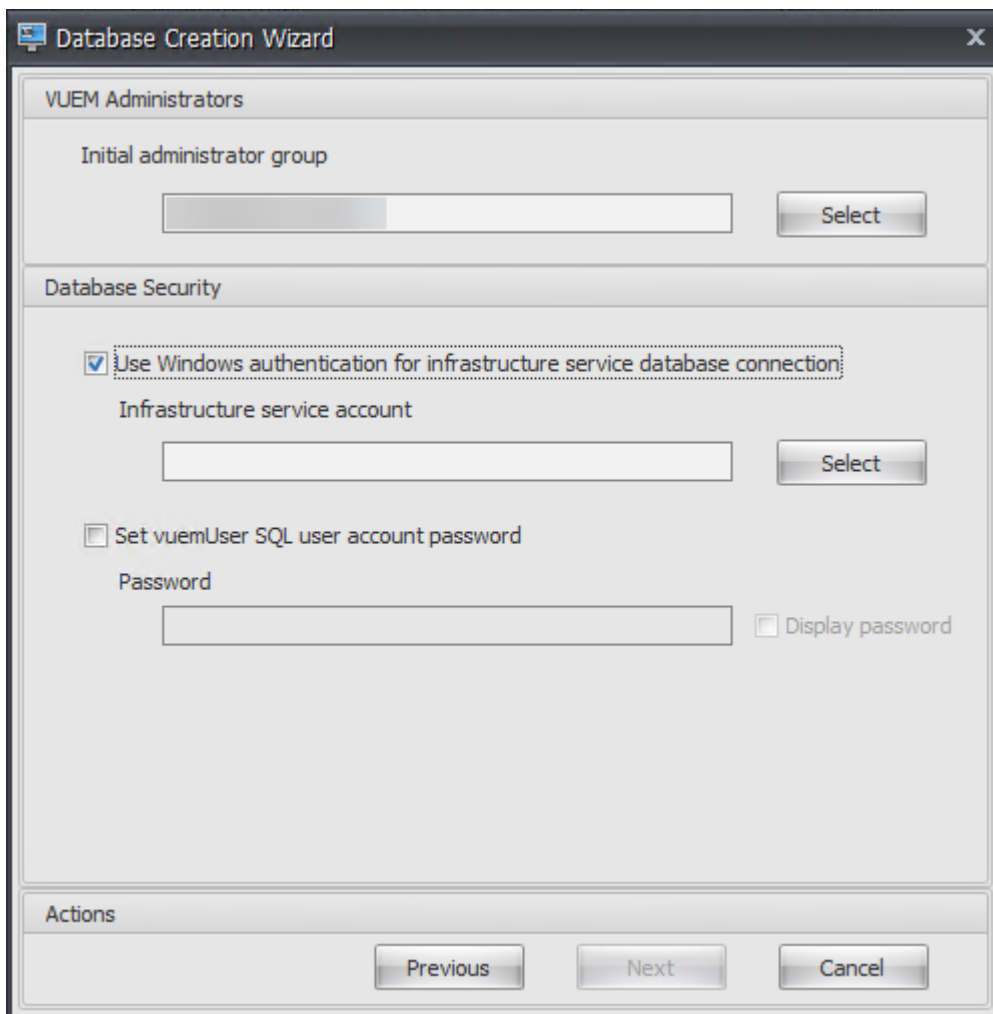 Database Creation Wizard
VUEM Administrators
Initial administrator group
Select
Database Security
Use Windows authentication for infrastructure service database connection
Infrastructure service account
Select
Set vuemUser SQL user account password
Password
Display password
Actions
Previous Next Cancel